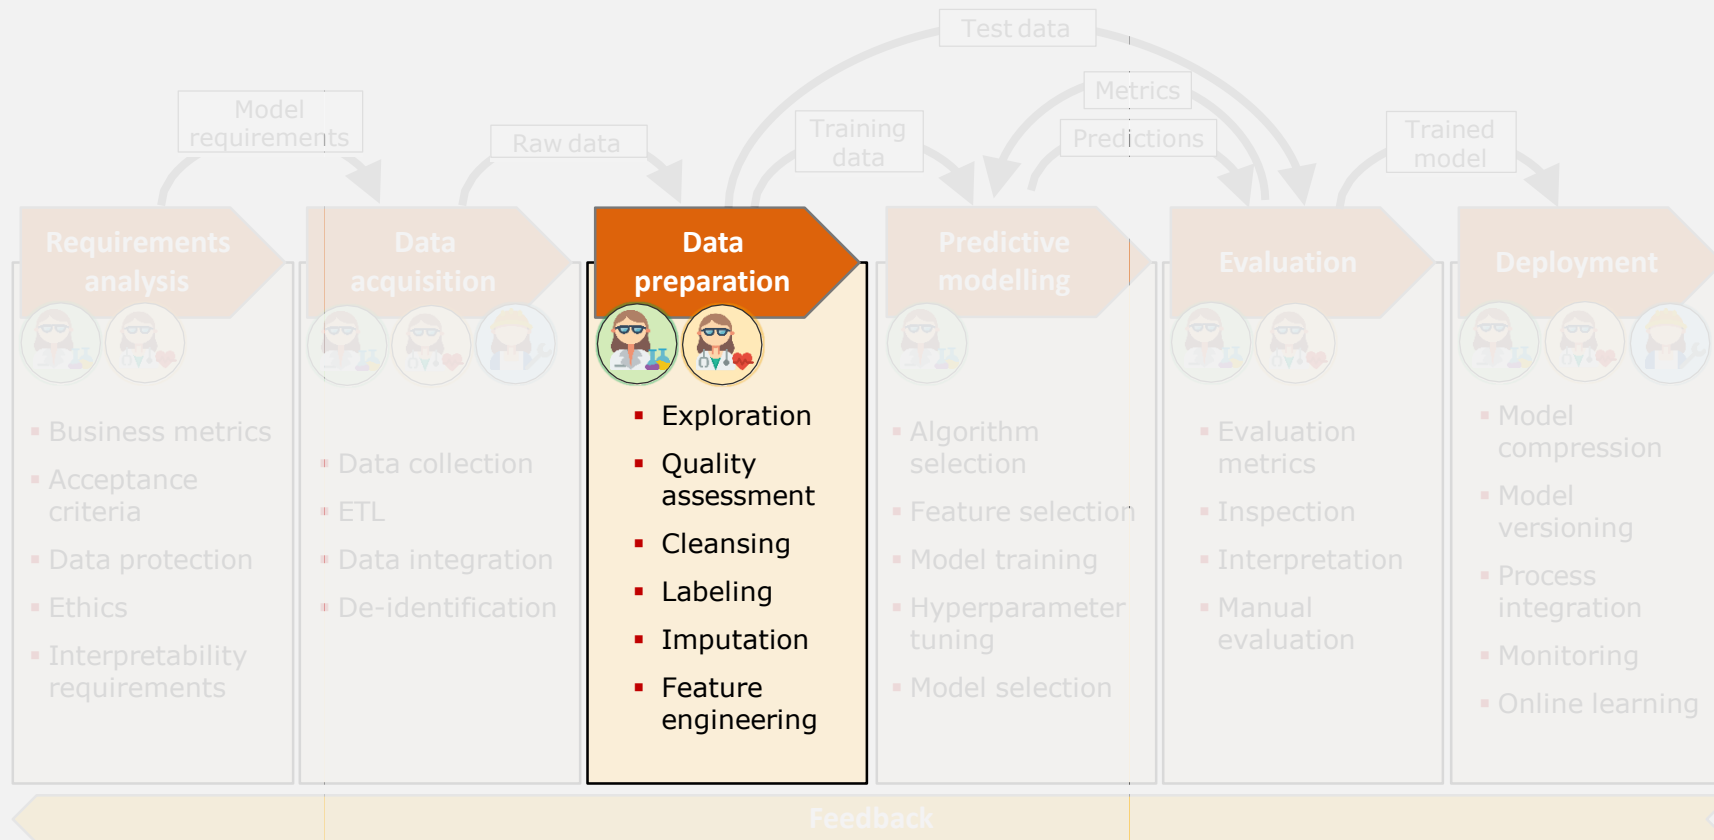 Test data
Metrics
Model
requirements
Raw data
Training
data
Predictions
Trained
model
Requirements
analysis
Business metrics
Acceptance
criteria
Data protection
Ethics
Interpretability
requirements
Data
acquisition
Data collection
ETL
Data integration
De-identification
Data
preparation
Exploration
Quality
assessment
Cleansing
Labeling
Imputation
Feature
engineering
Predictive
modelling
Algorithm
selection
Feature selection
Model training
Hyperparameter
tuning
Model selection
Evaluation
Evaluation
metrics
Inspection
Interpretation
Manual
evaluation
Deployment
Model
compression
Model
versioning
Process
integration
Monitoring
Online learning
Feedback